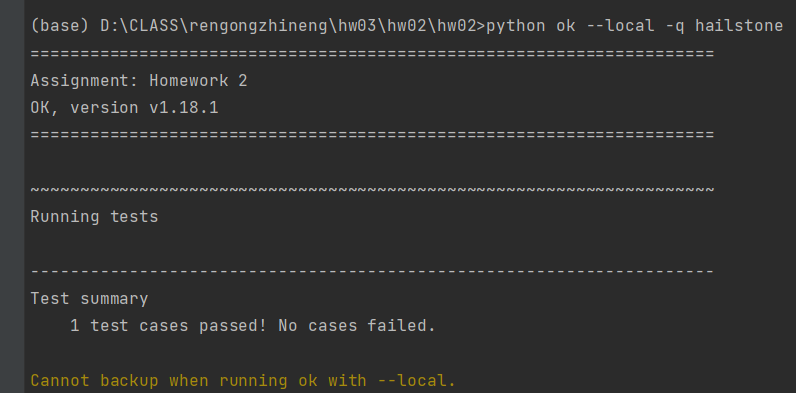 (base) D:\CLASS\rengongzhineng\hw03\hw02\hw02>python ok --local -q hailstone
=====================================================================
Assignment: Homework 2
OK, version v1.18.1
=====================================================================
~~~~~~~~~~~~~~~~~~~~~~~~~~~~~~~~~~~~~~~~~~~~~~~~~~~~~~~~~~~~~~~~~~~~~
Running tests
---------------------------------------------------------------------
Test summary
    1 test cases passed! No cases failed.
Cannot backup when running ok with --local.